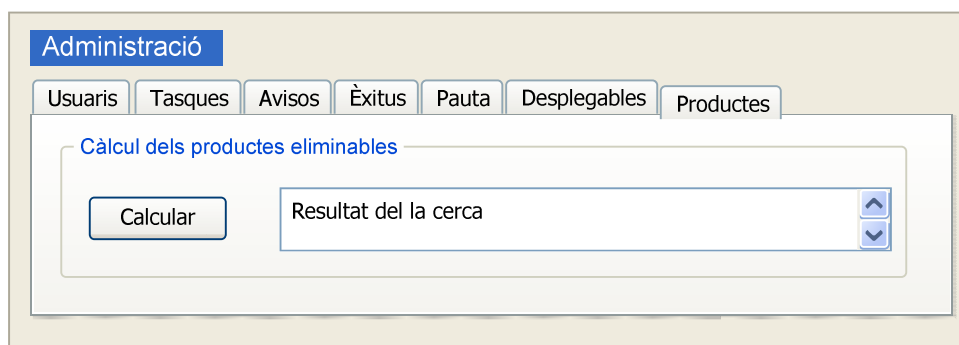 Administració
Usuaris Tasques Avisos Èxitus Pauta Desplegables Productes
Càlcul dels productes eliminables
Calcular Resultat del la cerca